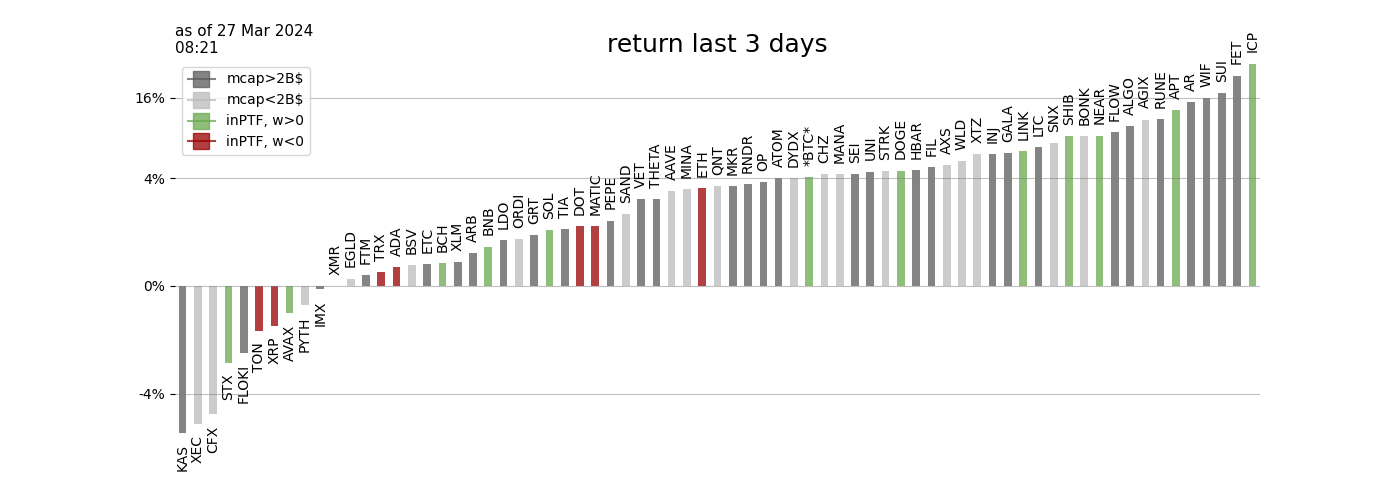 as of 27 Mar 2024
08:21
return last 3 days
mcap>2B$
mcap<2B$
inPTF, w>0
inPTF, w<0
16%
4%
0%
-4%
KAS
XEC
CFX
STX
FLOKI
TON
XRP
AVAX
PYTH
IMX
XMR
EGLD
FTM
TRX
ADA
BSV
ETC
BCH
XLM
ARB
BNB
LDO
ORDI
GRT
SOL
TIA
DOT
MATIC
PEPE
SAND
VET
THETA
AAVE
MINA
ETH
QNT
MKR
RNDR
OP
ATOM
DYDX
*BTC*
CHZ
MANA
SEI
UNI
STRK
DOGE
HBAR
FIL
AXS
WLD
XTZ
INJ
GALA
LINK
LTC
SNX
SHIB
BONK
NEAR
FLOW
ALGO
AGIX
RUNE
APT
AR
WIF
SUI
FET
ICP